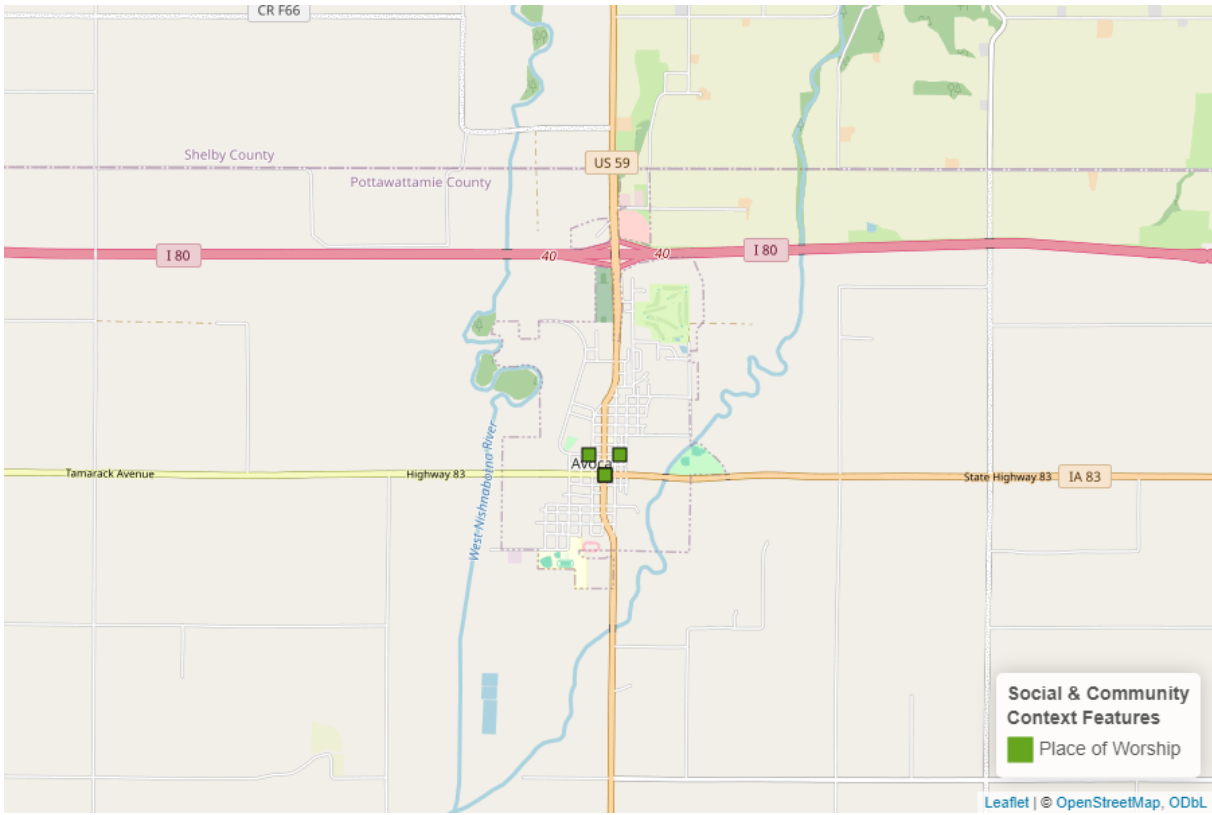 CR F66
Shelby County
US 59
Pottawattamie County
I 80
40
40
I 80
West Nishnabotna River
Avoca
Tamarack Avenue
Highway 83
State Highway 83
IA 83
Social & Community
Context Features
Place of Worship
Leaflet | © OpenStreetMap, ODbL